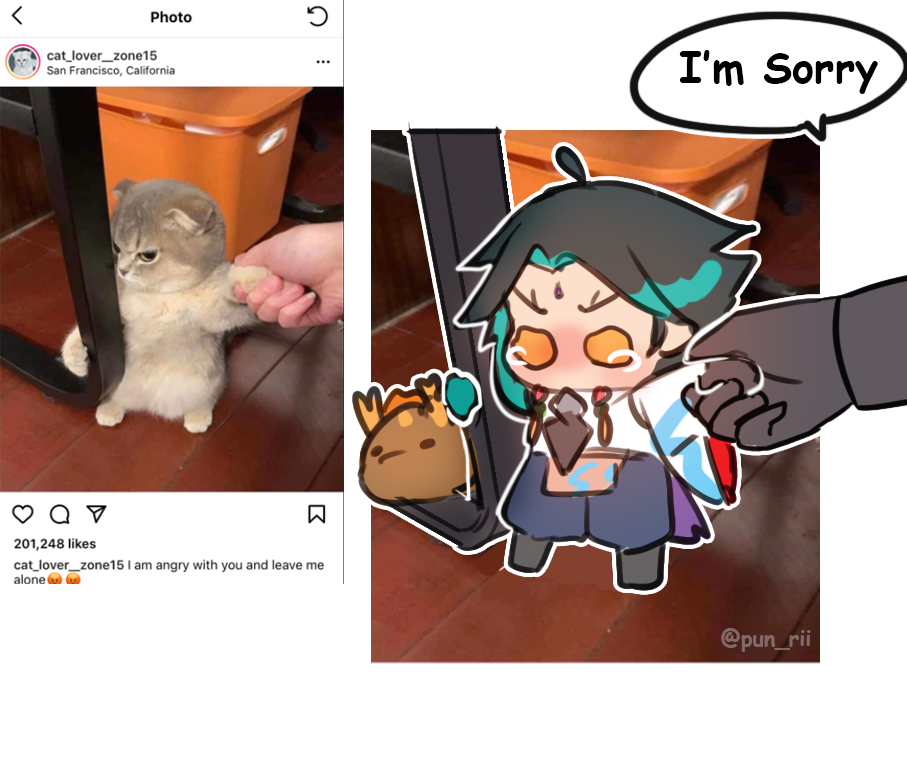 Photo
cat_lover__zone15
San Francisco, California
201,248 likes
cat_lover__zone15 I am angry with you and leave me
alone😡 😡
I'm Sorry
@pun_rii